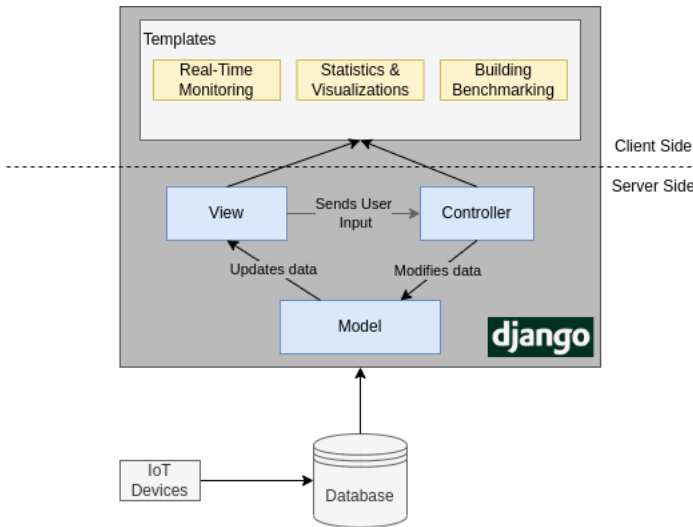 Templates
Real-Time
Monitoring
Statistics &
Visualizations
Building
Benchmarking
Client Side
Server Side
View
Sends User
Input
Controller
Updates data
Modifies data
Model
django
IoT
Devices
Database